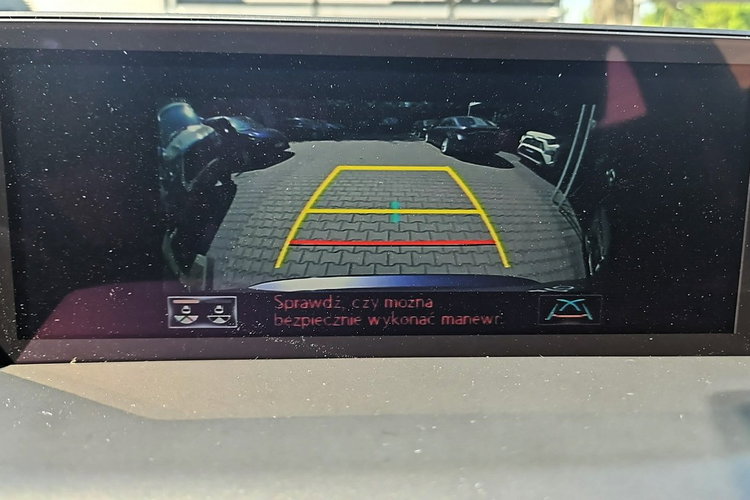 Sprawdź, czy można
bezpiecznie wykonać manewr.